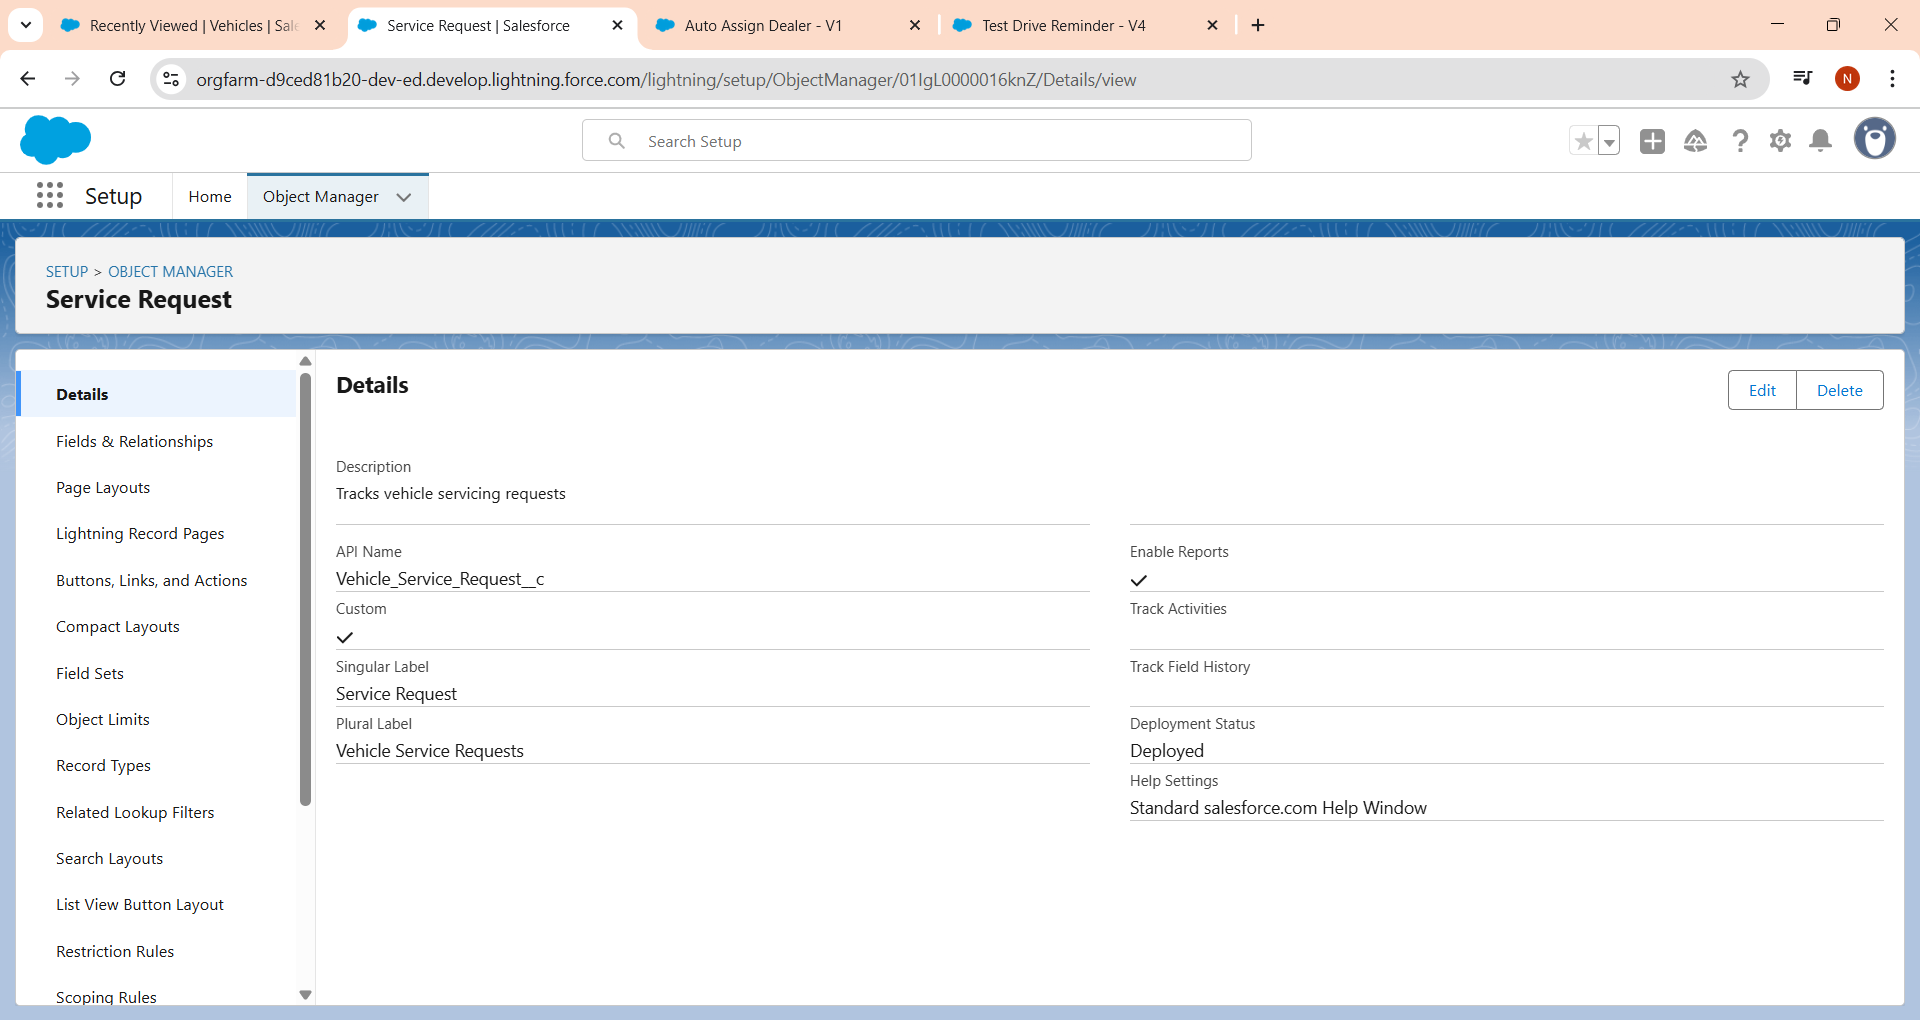 Recently Viewed | Vehicles | Sale
Service Request | Salesforce
Auto Assign Dealer - V1
Test Drive Reminder - V4
orgfarm-d9ced81b20-dev-ed.develop.lightning.force.com/lightning/setup/ObjectManager/01IgL0000016knZ/Details/view
N
Search Setup
Setup
Home
Object Manager
SETUP > OBJECT MANAGER
Service Request
Details
Fields & Relationships
Page Layouts
Lightning Record Pages
Buttons, Links, and Actions
Compact Layouts
Field Sets
Object Limits
Record Types
Related Lookup Filters
Search Layouts
List View Button Layout
Restriction Rules
Scoping Rules
Details
Edit
Delete
Description
Tracks vehicle servicing requests
API Name
Vehicle_Service_Request__c
Custom
Singular Label
Service Request
Plural Label
Vehicle Service Requests
Enable Reports
Track Activities
Track Field History
Deployment Status
Deployed
Help Settings
Standard salesforce.com Help Window